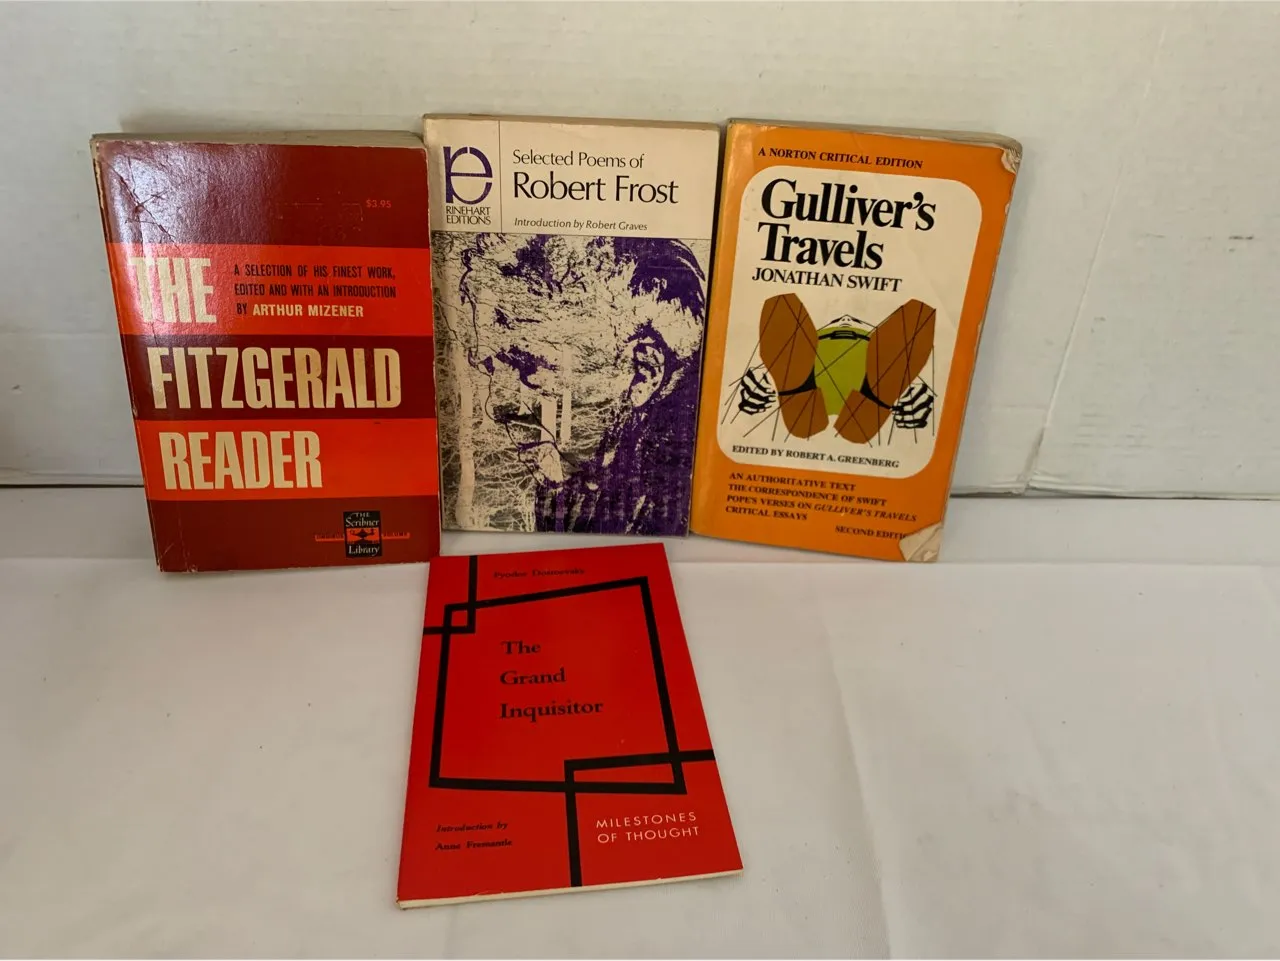 $3.95
THE
A SELECTION OF HIS FINEST WORK,
EDITED AND WITH AN INTRODUCTION
BY ARTHUR MIZENER
FITZGERALD
READER
THE
Scribner
Library
re
RINEHART
EDITIONS
Selected Poems of
Robert Frost
Introduction by Robert Graves
A NORTON CRITICAL EDITION
Gulliver's
Travels
JONATHAN SWIFT
EDITED BY ROBERT A. GREENBERG
AN AUTHORITATIVE TEXT
THE CORRESPONDENCE OF SWIFT
POPE'S VERSES ON GULLIVER'S TRAVELS
CRITICAL ESSAYS
SECOND
Fyodor Dostoevsky
The
Grand
Inquisitor
Introduction by
Anne Fremantle
MILESTONES
OF THOUGHT